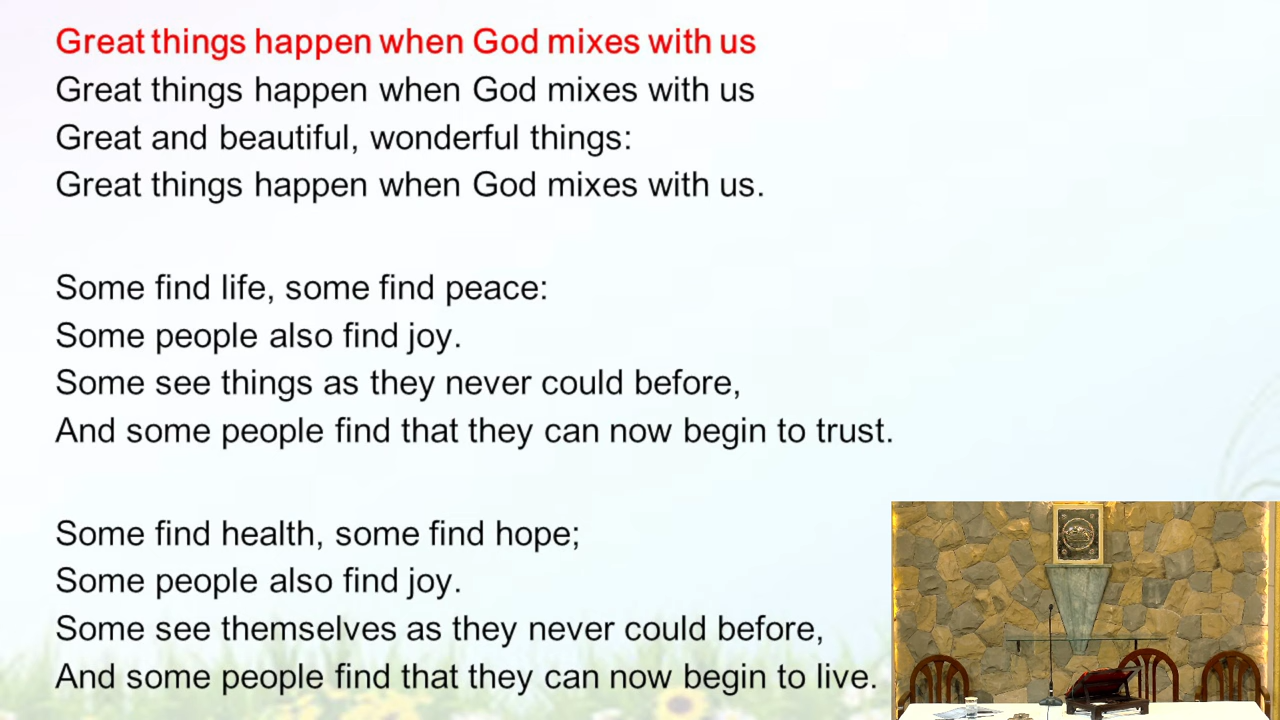 Great things happen when God mixes with us
Great things happen when God mixes with us
Great and beautiful, wonderful things:
Great things happen when God mixes with us.
Some find life, some find peace:
Some people also find joy.
Some see things as they never could before,
And some people find that they can now begin to trust.
Some find health, some find hope;
Some people also find joy.
Some see themselves as they never could before,
And some people find that they can now begin to live.